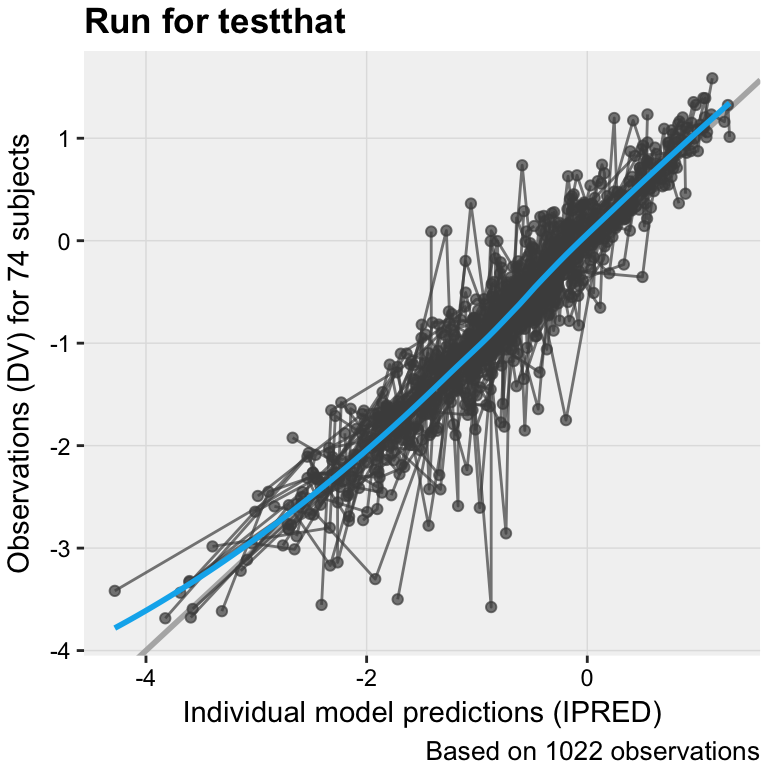 Run for testthat
Observations (DV) for 74 subjects
1
0
-1
-2
-3
-4
-4
-2
0
Individual model predictions (IPRED)
Based on 1022 observations